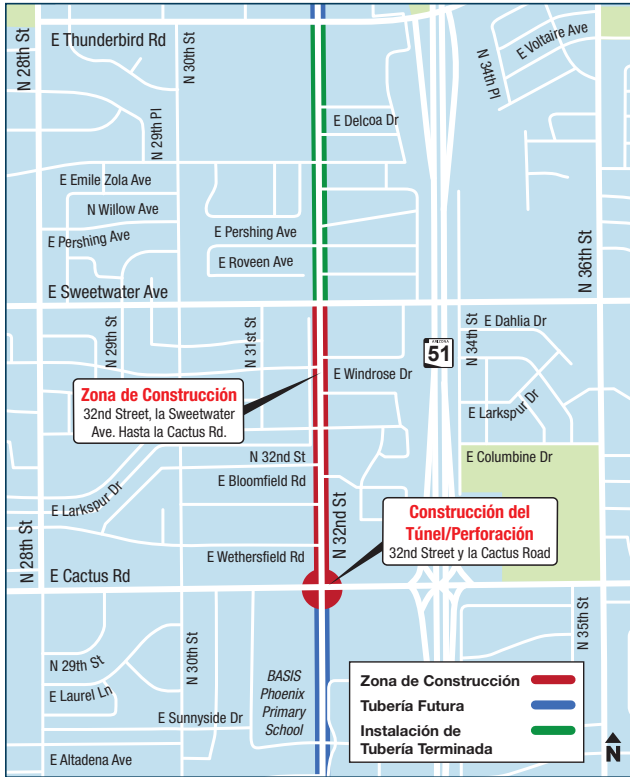 E Thunderbird Rd
N 28th St
N 30th St
N 34th Pl
E Voltaire Ave
N 29th Pl
E Delcoa Dr
E Emile Zola Ave
N Willow Ave
E Pershing Ave
E Pershing Ave
E Roveen Ave
N 36th St
E Sweetwater Ave
N 29th St
N 31st St
ARIZONA
51
N 34th St
E Dahlia Dr
E Windrose Dr
Zona de Construcción
32nd Street, la Sweetwater
Ave. Hasta la Cactus Rd.
E Larkspur Dr
N 32nd St
E Columbine Dr
E Bloomfield Rd
E Larkspur Dr
N 28th St
N 32nd St
Construcción del
Túnel/Perforación
32nd Street y la Cactus Road
E Wethersfield Rd
E Cactus Rd
N 35th St
N 29th St
N 30th St
E Laurel Ln
BASIS
Phoenix
Primary
School
E Sunnyside Dr
E Altadena Ave
Zona de Construcción
Tubería Futura
Instalación de
Tubería Terminada
N